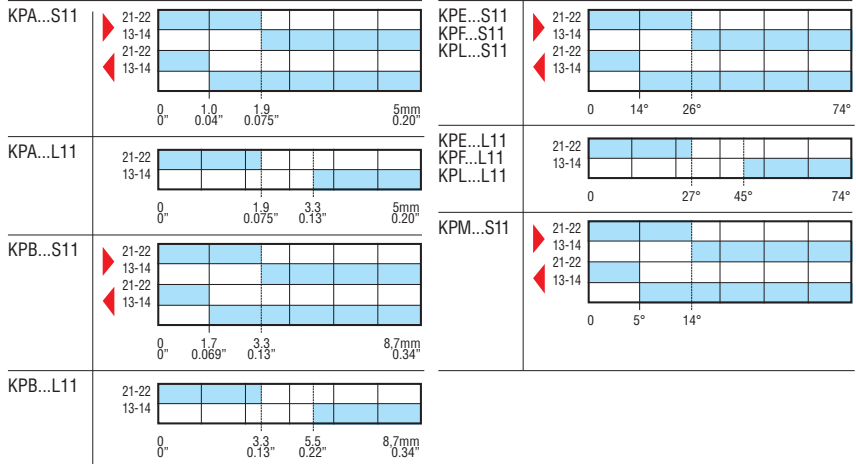 KPA...S11
21-22
13-14
21-22
13-14
0 1.0 1.9 5mm
0" 0.04" 0.075" 0.20"
KPA...L11
21-22
13-14
0 1.9 3.3 5mm
0" 0.075" 0.13" 0.20"
KPB...S11
21-22
13-14
21-22
13-14
0 1.7 3.3 8,7mm
0" 0.069" 0.13" 0.34"
KPB...L11
21-22
13-14
0 3.3 5.5 8,7mm
0" 0.13" 0.22" 0.34"
KPE...S11
KPF...S11
KPL...S11
21-22
13-14
21-22
13-14
0 14° 26° 74°
KPE...L11
KPF...L11
KPL...L11
21-22
13-14
0 27° 45° 74°
KPM...S11
21-22
13-14
21-22
13-14
0 5° 14°